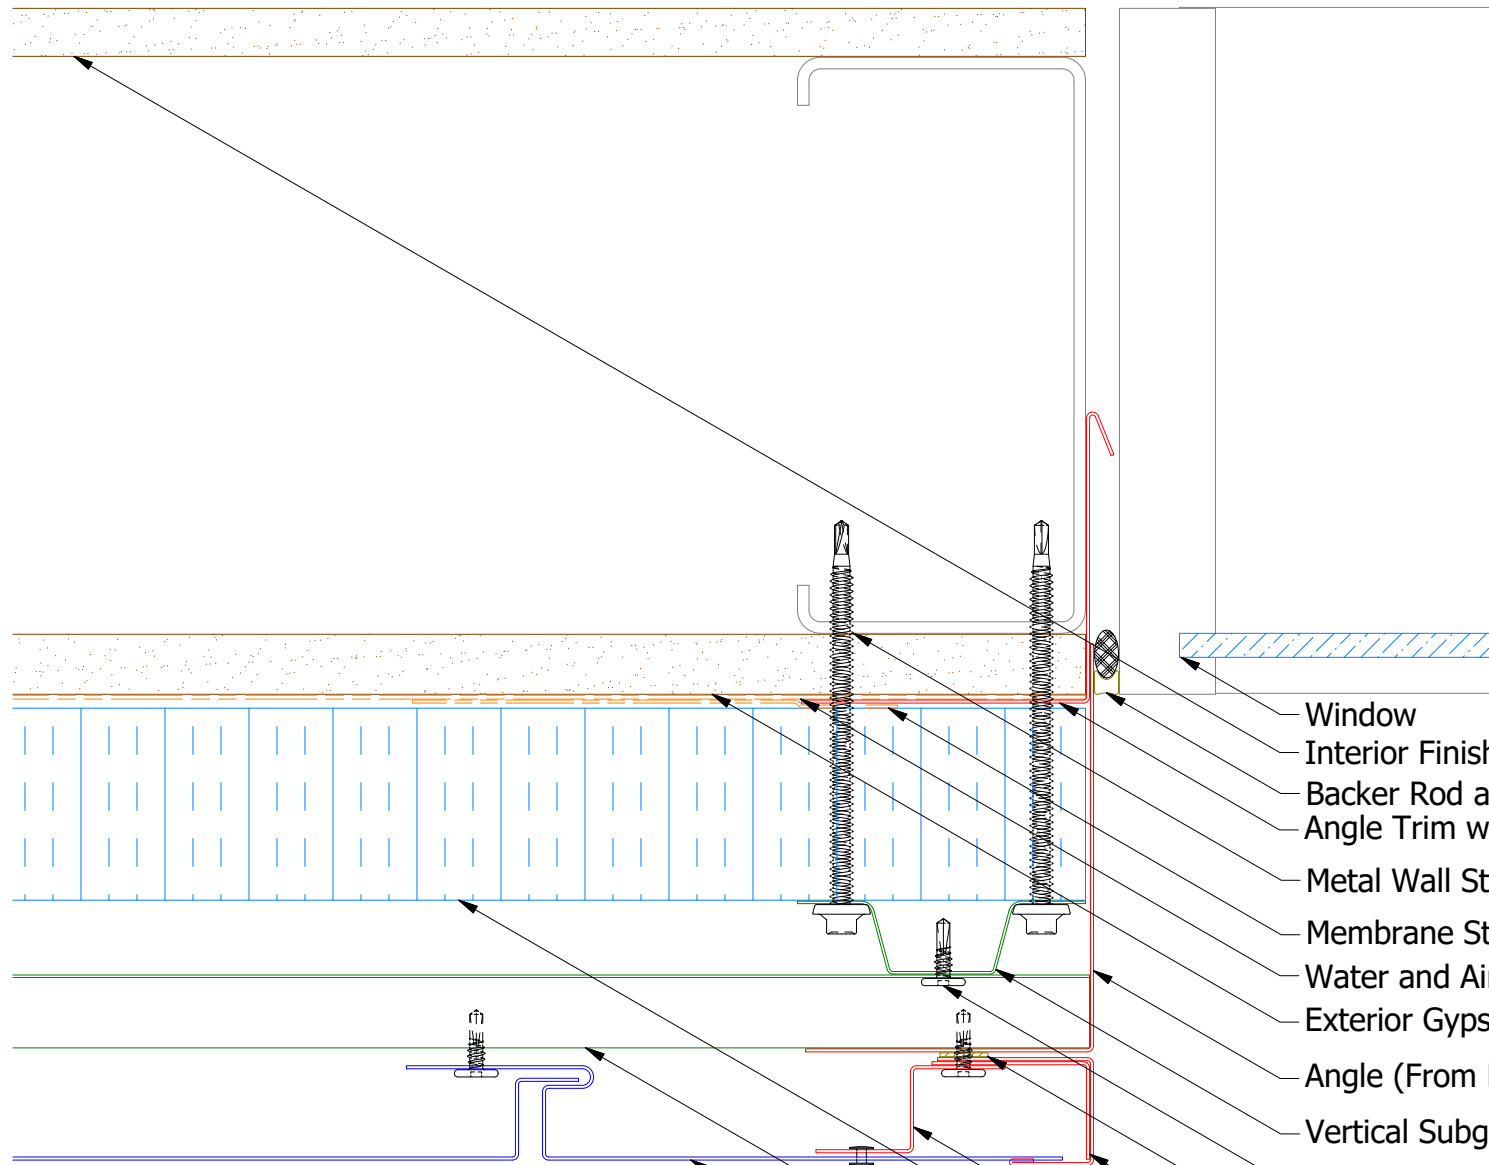 Window
Interior Finish
Backer Rod a
Angle Trim w
Metal Wall St
Membrane St
Water and Air
Exterior Gyps
Angle (From
Vertical Subg